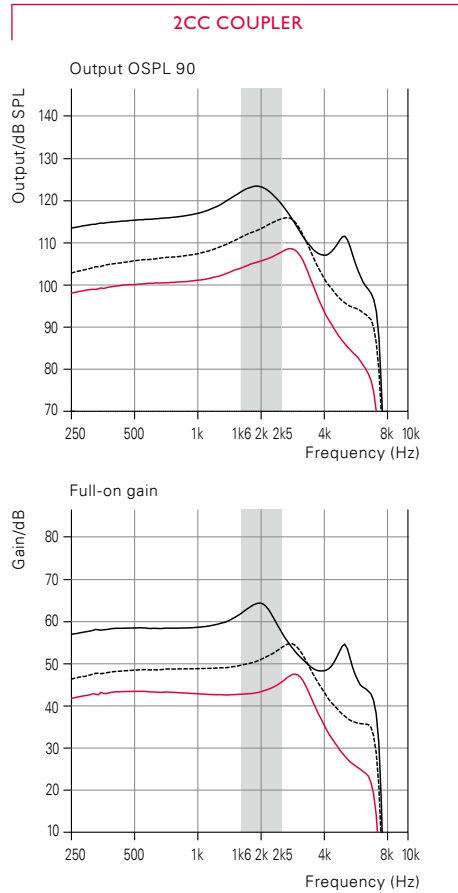 2CC COUPLER
Output OSPL 90
Output/dB SPL
140
130
120
110
100
90
80
70
250 500 1k 1k6 2k 2k5 4k 8k 10k
Frequency (Hz)
Full-on gain
Gain/dB
80
70
60
50
40
30
20
10
250 500 1k 1k6 2k 2k5 4k 8k 10k
Frequency (Hz)